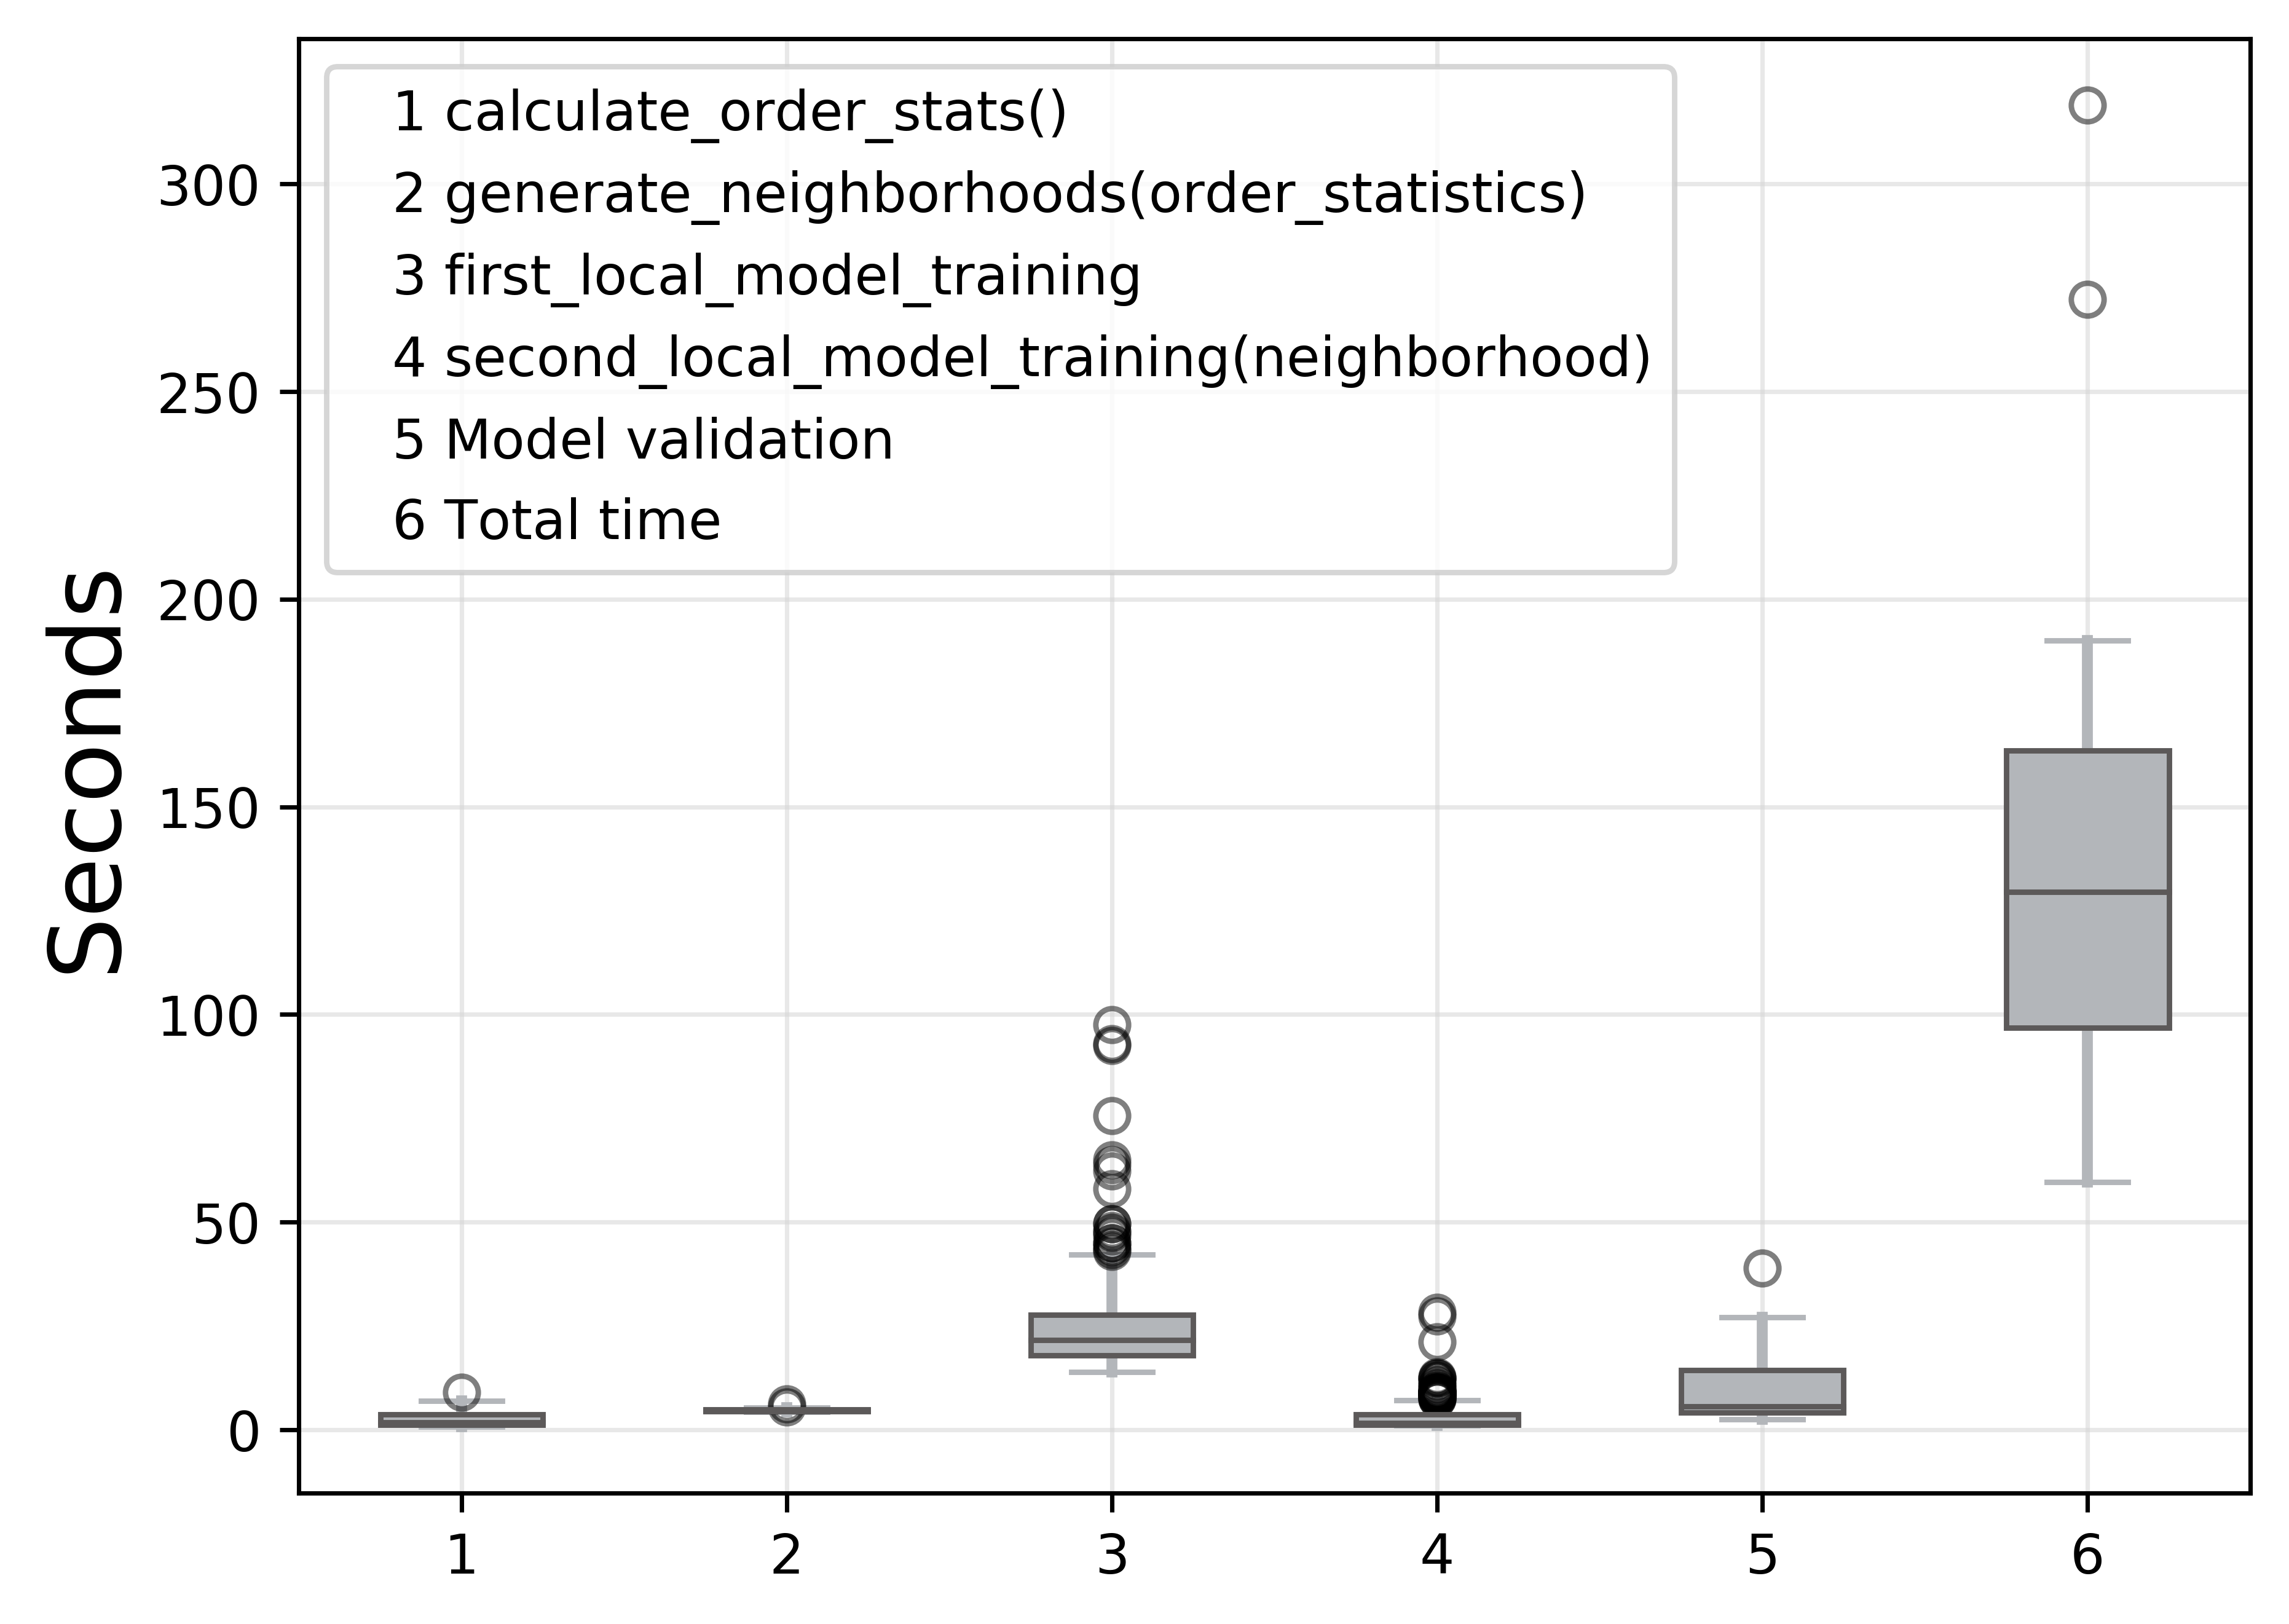 1 calculate_order_stats()
2 generate_neighborhoods(order_statistics)
3 first_local_model_training
4 second_local_model_training(neighborhood)
5 Model validation
6 Total time
Seconds
300
250
200
150
100
50
0
1 2 3 4 5 6